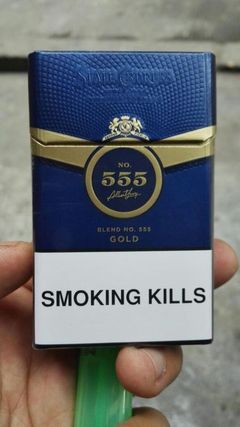 STATE EXPRESS
NO.
555
BLEND NO. 555
GOLD
SMOKING KILLS